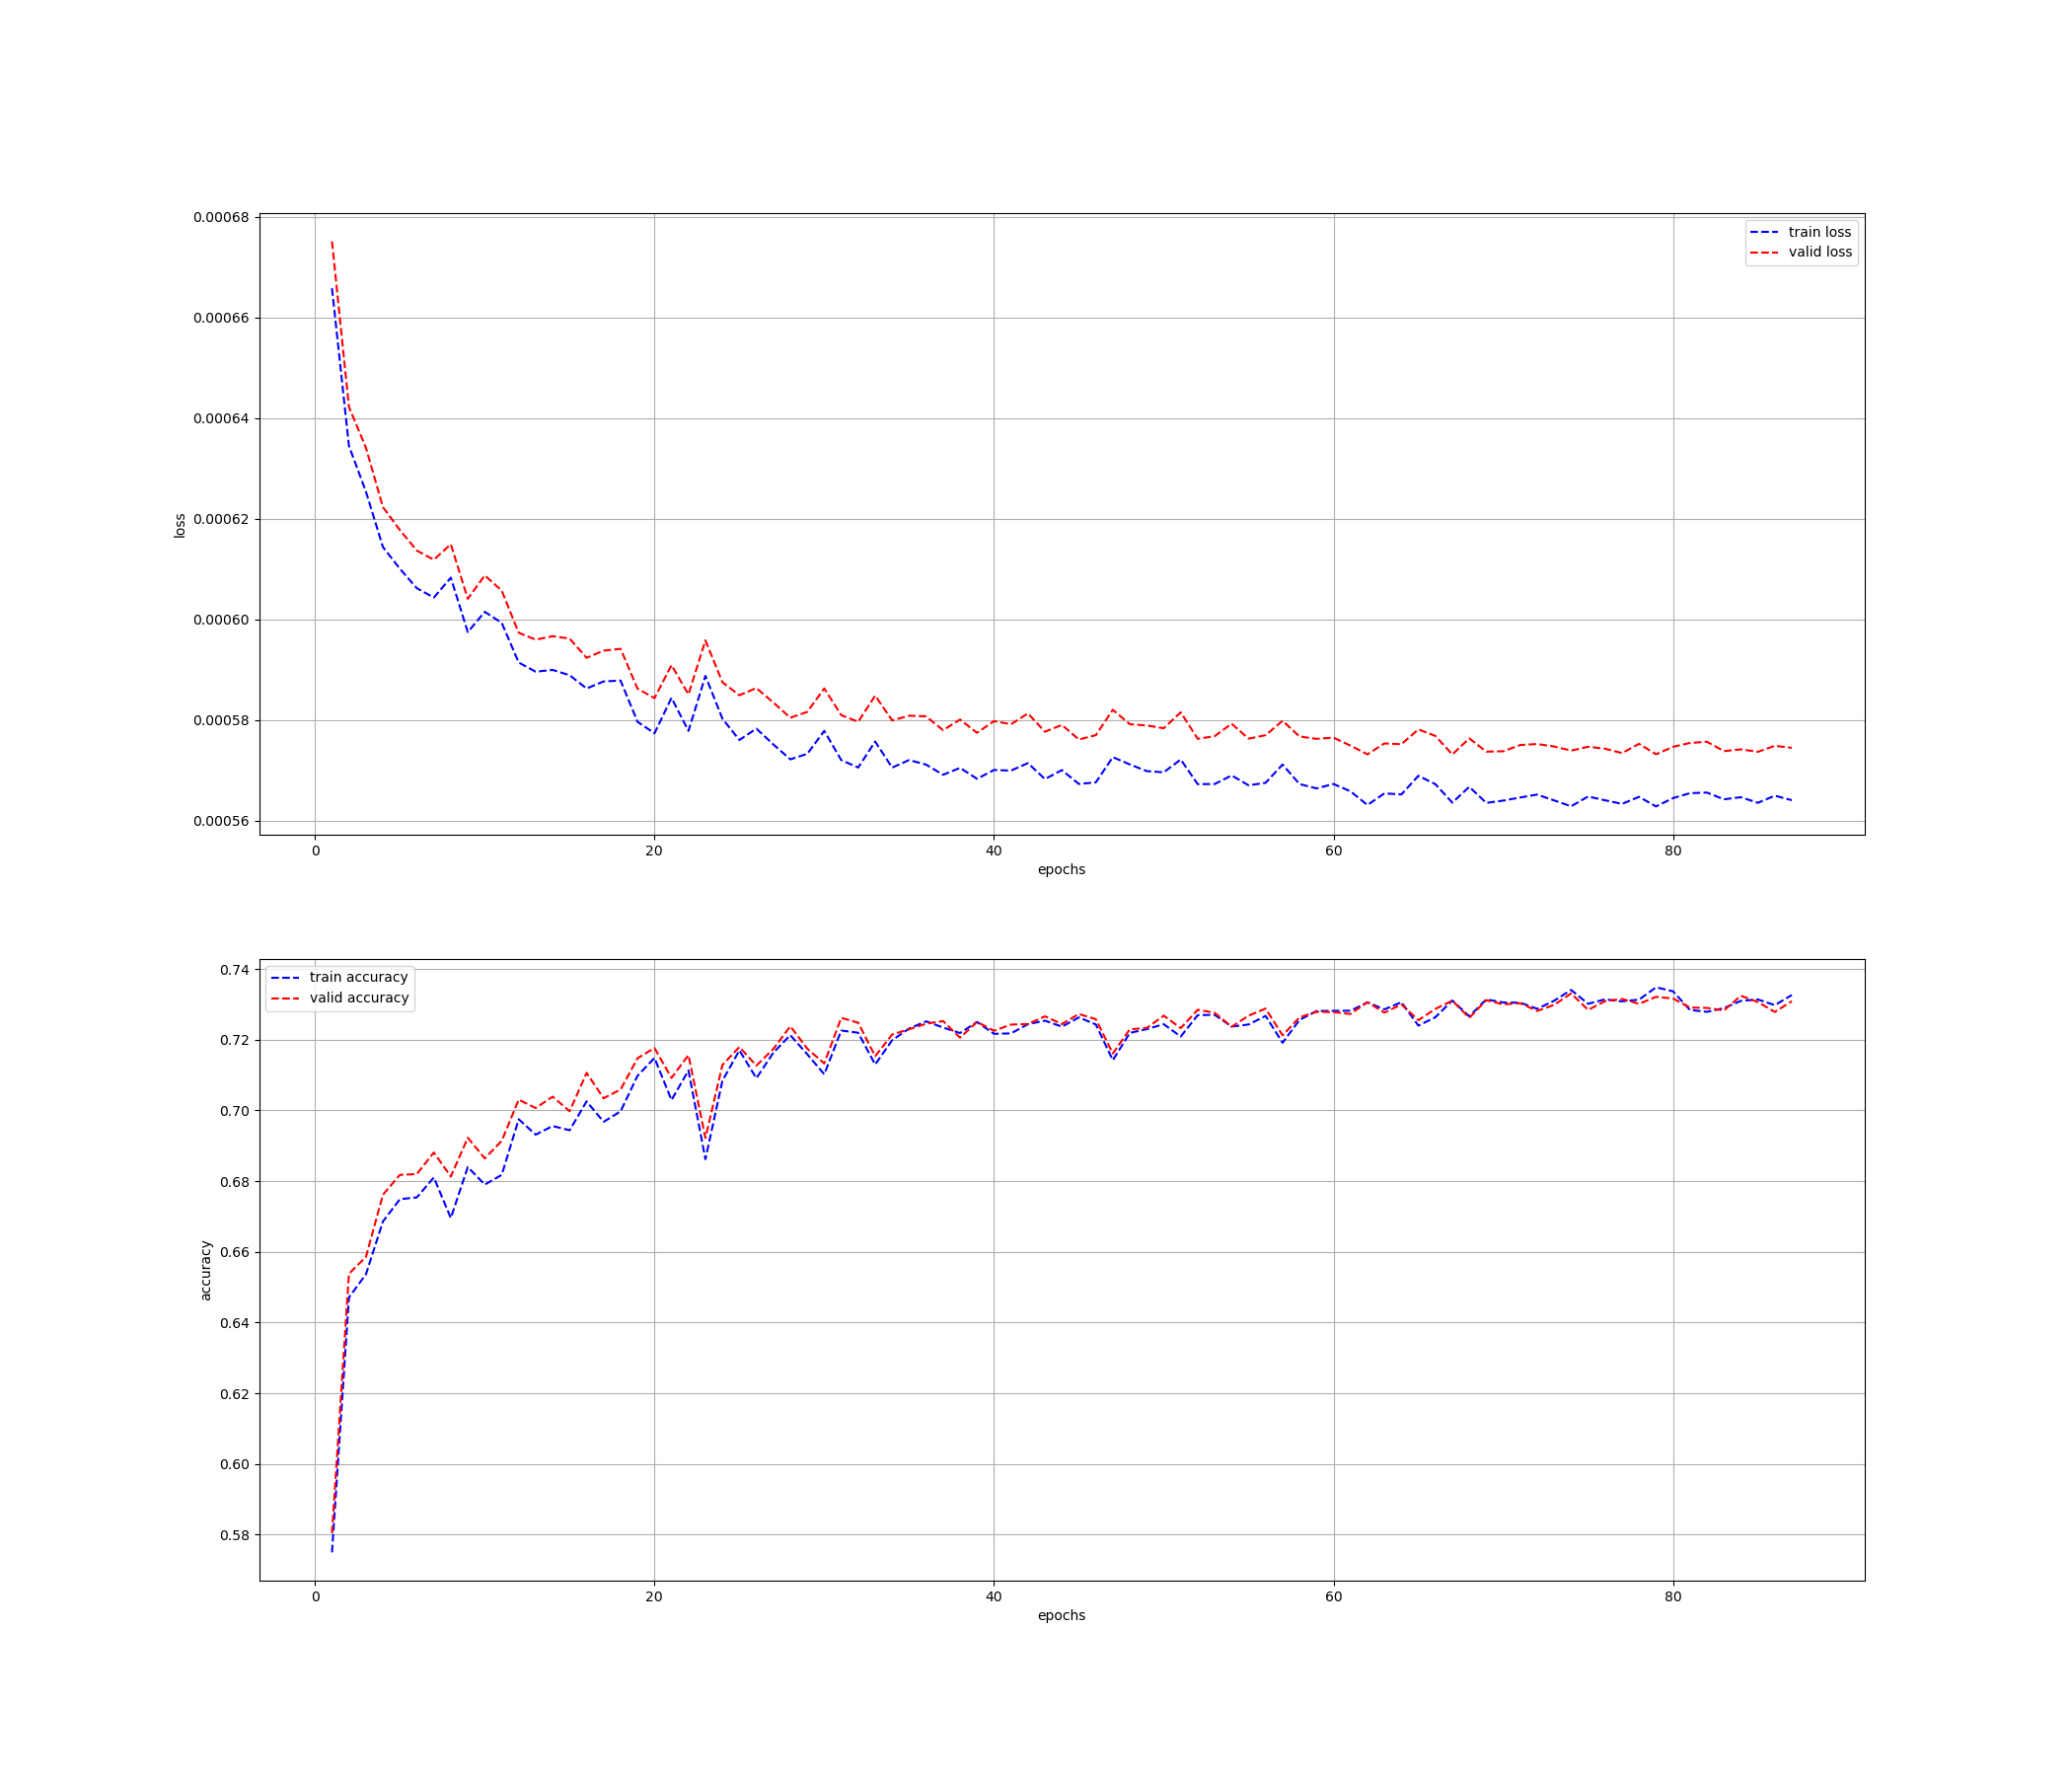 0.00068
0.00066
0.00064
0.00062
0.00060
0.00058
0.00056
loss
train loss
valid loss
0 20 40 60 80
epochs
0.74
0.72
0.70
0.68
0.66
0.64
0.62
0.60
0.58
accuracy
train accuracy
valid accuracy
0 20 40 60 80
epochs